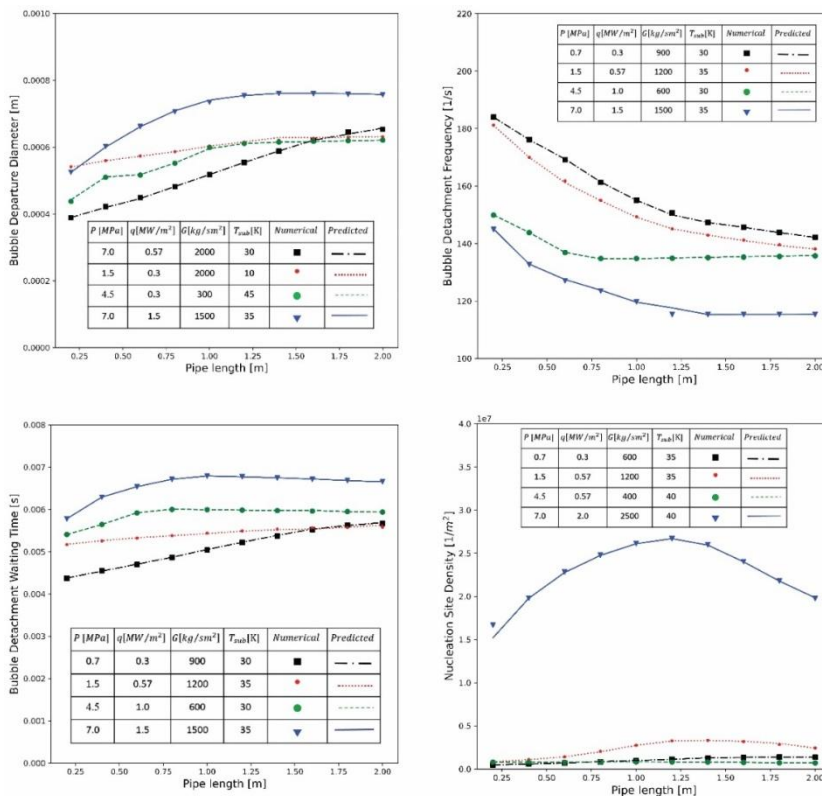 Bubble Departure Diameter [m]
0.0010
0.0008
0.0006
0.0004
0.0002
0.0000
P [MPa] q[MW/m²] G[kg/sm²] T_sub[K] Numerical Predicted
7.0 0.57 2000 30
1.5 0.3 2000 10
4.5 0.3 300 45
7.0 1.5 1500 35
0.25 0.50 0.75 1.00 1.25 1.50 1.75 2.00
Pipe length [m]
Bubble Detachment Frequency [1/s]
220
200
180
160
140
120
100
P [MPa] q[MW/m²] G[kg/sm²] T_sub[K] Numerical Predicted
0.7 0.3 900 30
1.5 0.57 1200 35
4.5 1.0 600 30
7.0 1.5 1500 35
0.25 0.50 0.75 1.00 1.25 1.50 1.75 2.00
Pipe length [m]
Bubble Detachment Waiting Time [s]
0.008
0.007
0.006
0.005
0.004
0.003
0.002
0.001
0.000
P [MPa] q[MW/m²] G[kg/sm²] T_sub[K] Numerical Predicted
0.7 0.3 900 30
1.5 0.57 1200 35
4.5 1.0 600 30
7.0 1.5 1500 35
0.25 0.50 0.75 1.00 1.25 1.50 1.75 2.00
Pipe length [m]
Nucleation Site Density [1/m²]
1e7
4.0
3.5
3.0
2.5
2.0
1.5
1.0
0.5
0.0
P [MPa] q[MW/m²] G[kg/sm²] T_sub[K] Numerical Predicted
0.7 0.3 600 35
1.5 0.57 1200 35
4.5 0.57 400 40
7.0 2.0 2500 40
0.25 0.50 0.75 1.00 1.25 1.50 1.75 2.00
Pipe length [m]